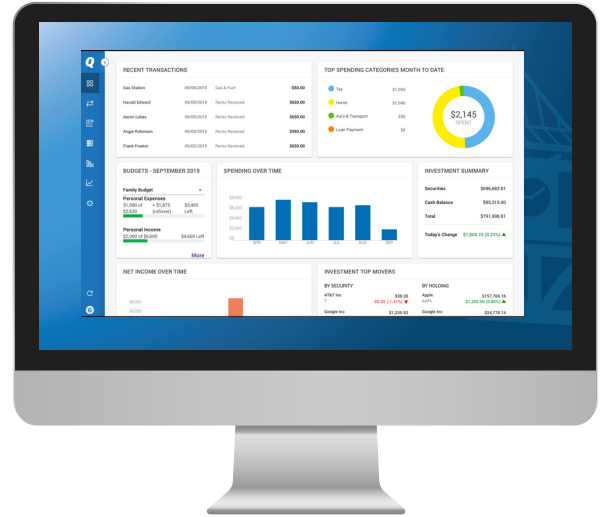 Q
RECENT TRANSACTIONS
Gas Station 09/05/2019 Gas & Fuel -$50.00
Harold Edward 09/05/2019 Rents Received $650.00
Aaron Lukas 09/05/2019 Rents Received $650.00
Angie Robinson 09/05/2019 Rents Received $950.00
Frank Freater 09/05/2019 Rents Received $650.00
TOP SPENDING CATEGORIES MONTH TO DATE
Tax $1,055
Home $1,040
Auto & Transport $50
Loan Payment $0
$2,145
SPENT
BUDGETS - SEPTEMBER 2019
Family Budget
Personal Expenses
$1,090 of + $1,875 $3,405
$2,620 (rollover) Left
Personal Income
$2,000 of $6,600 $4,600 Left
More
SPENDING OVER TIME
$8,000
$6,000
$4,000
$2,000
$0
APR MAY JUN JUL AUG SEP
INVESTMENT SUMMARY
Securities $696,683.81
Cash Balance $95,315.00
Total $791,998.81
Today's Change $1,809.10 (0.23%)
NET INCOME OVER TIME
$8,000
$6,000
INVESTMENT TOP MOVERS
BY SECURITY
AT&T Inc $38.20
T -$0.55 (-1.41%)
Google Inc $1,235.52
BY HOLDING
Apple $157,766.16
AAPL
Google Inc $24,778.14
G